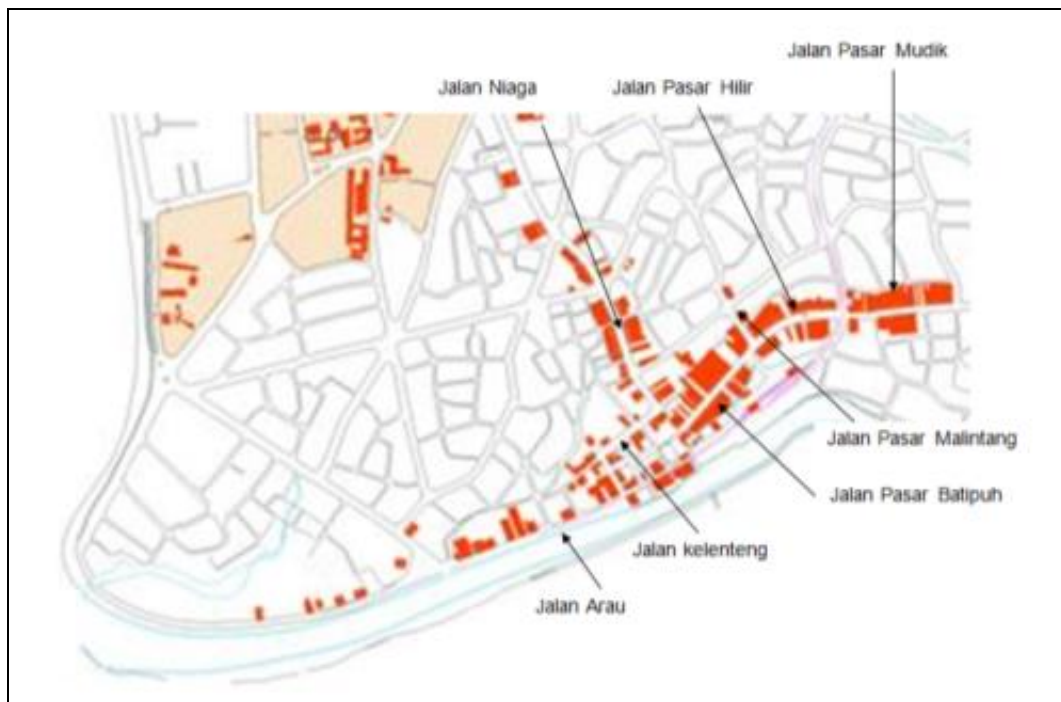 Jalan Pasar Mudik
Jalan Niaga
Jalan Pasar Hilir
Jalan Pasar Malintang
Jalan Pasar Batipuh
Jalan kelenteng
Jalan Arau